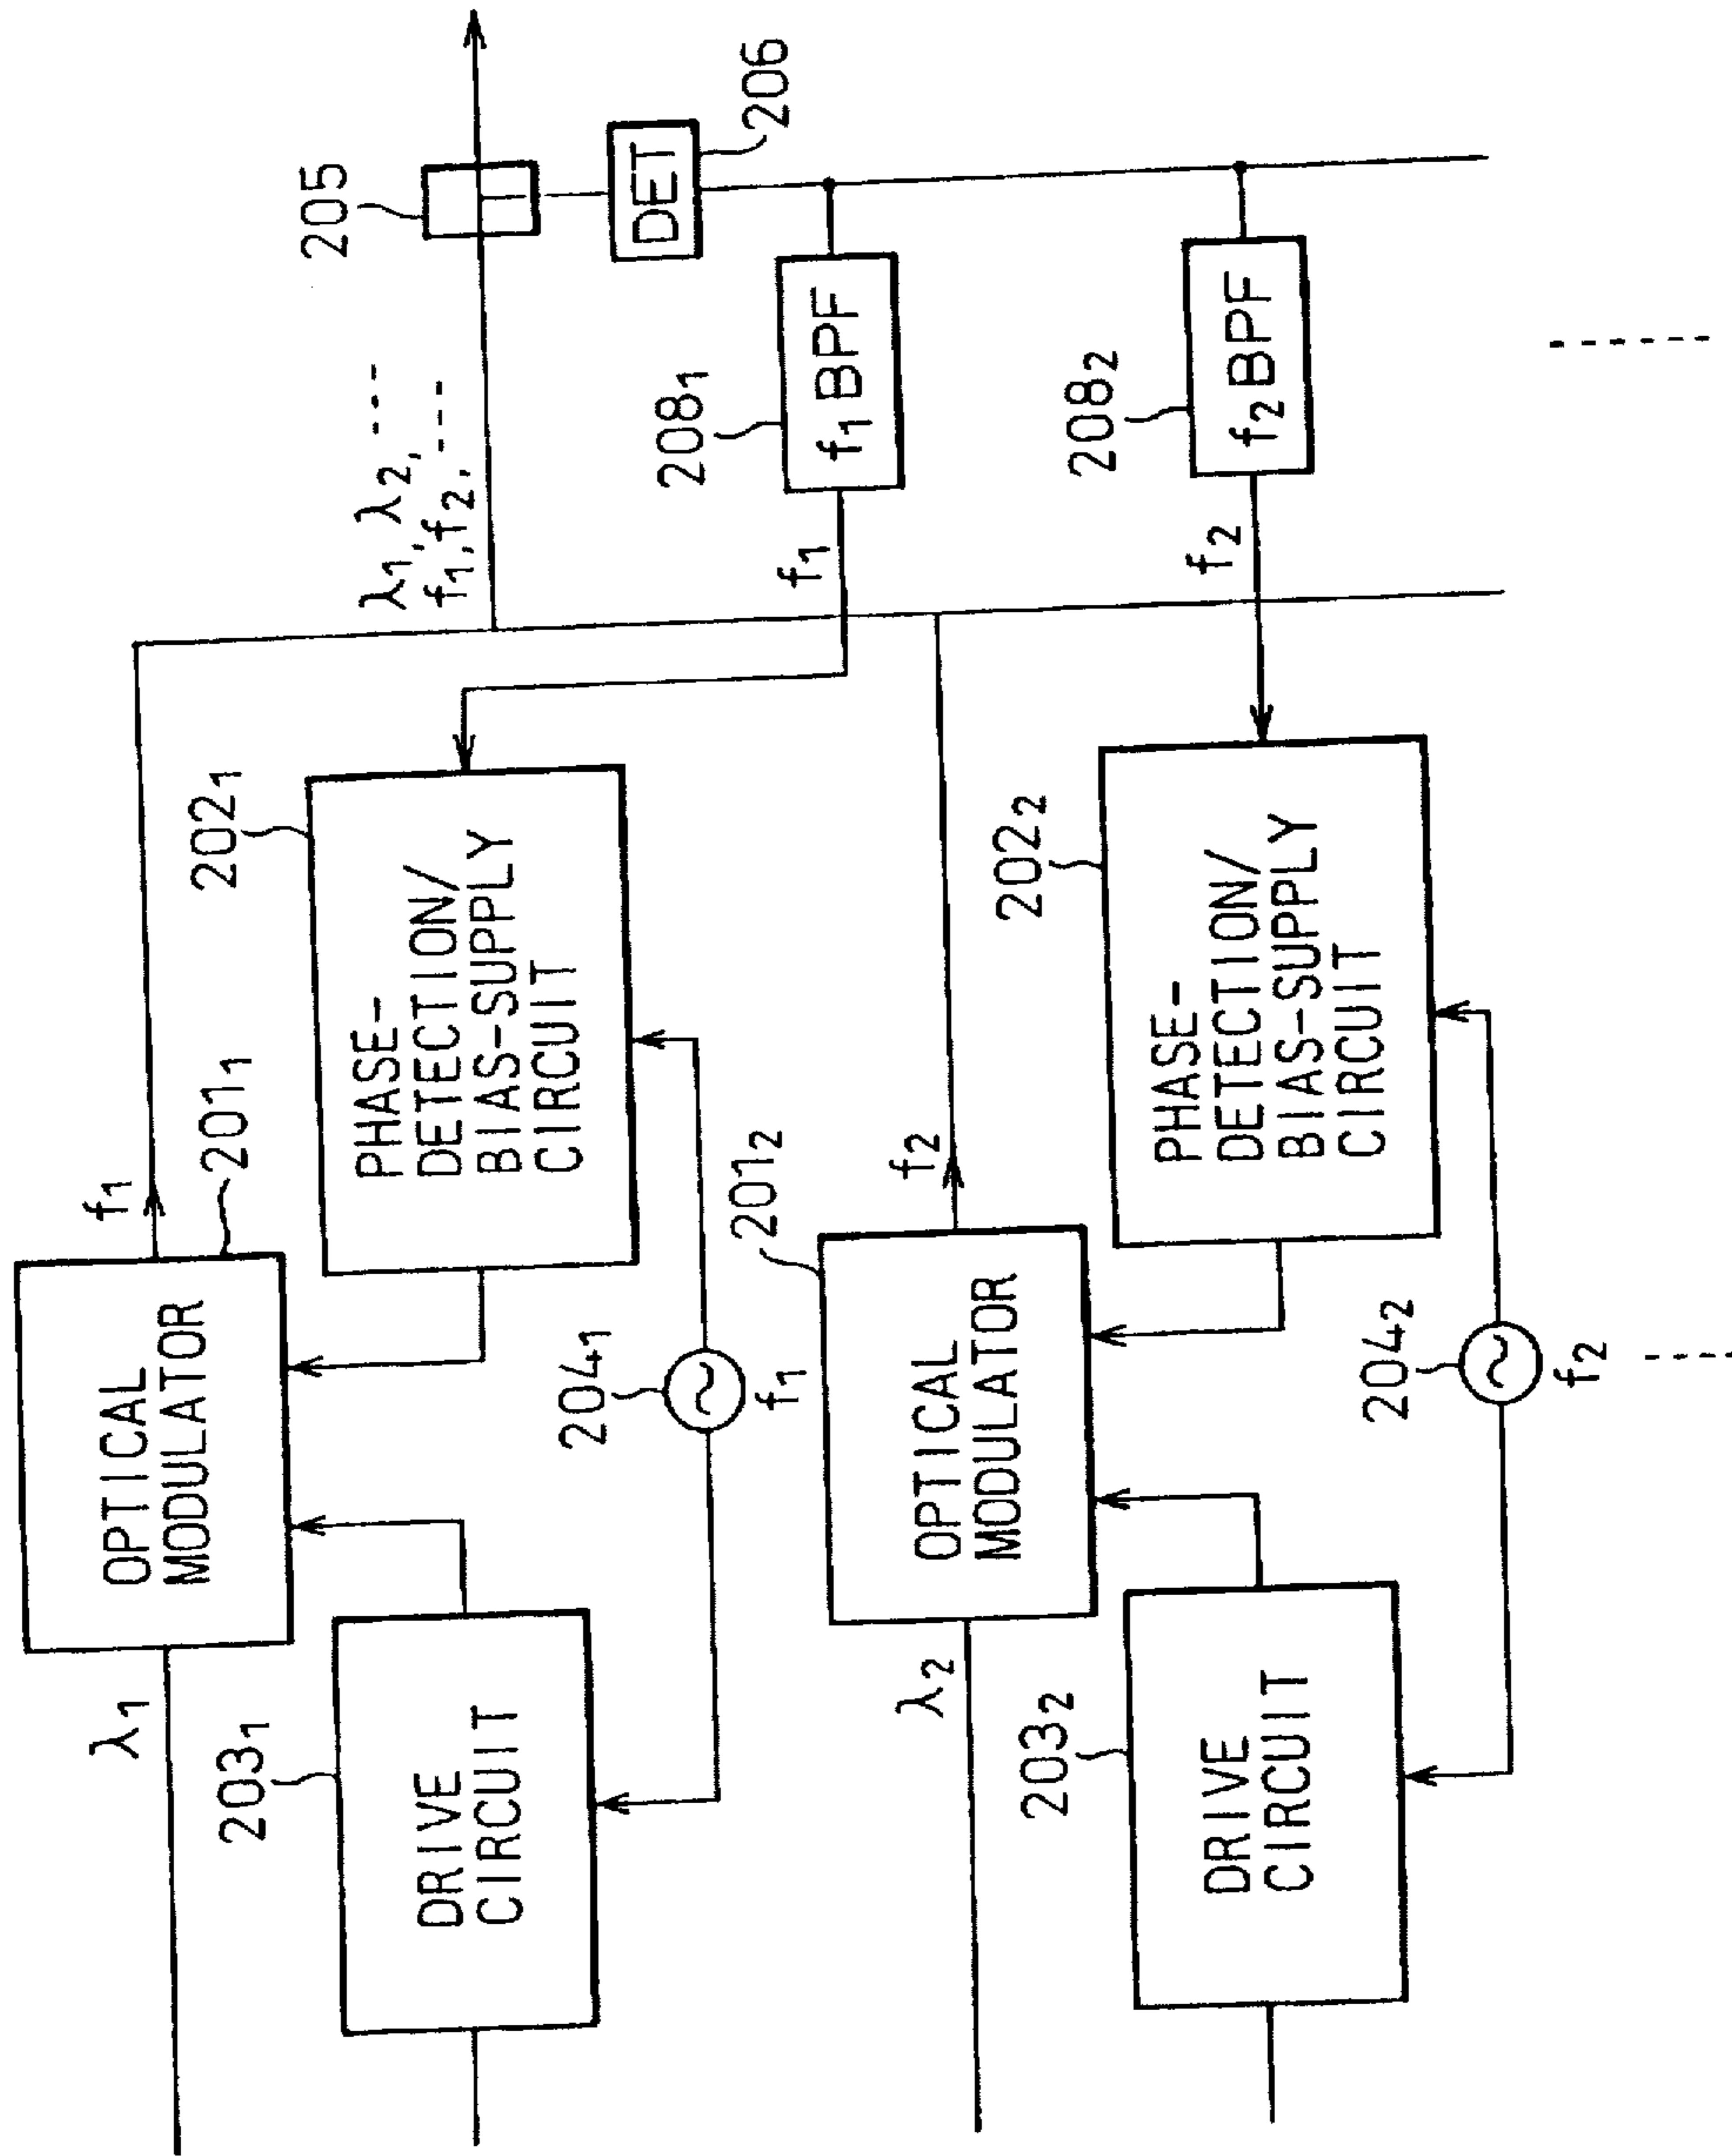 λ₁
OPTICAL
MODULATOR
f₁
201₁
203₁
DRIVE
CIRCUIT
202₁
PHASE-
DETECTION/
BIAS-SUPPLY
CIRCUIT
204₁
f₁
λ₁, λ₂, ---
f₁, f₂, ---
205
DET
206
208₁
f₁ BPF
f₁
λ₂
OPTICAL
MODULATOR
201₂
f₂
203₂
DRIVE
CIRCUIT
202₂
PHASE-
DETECTION/
BIAS-SUPPLY
CIRCUIT
204₂
f₂
208₂
f₂ BPF
f₂